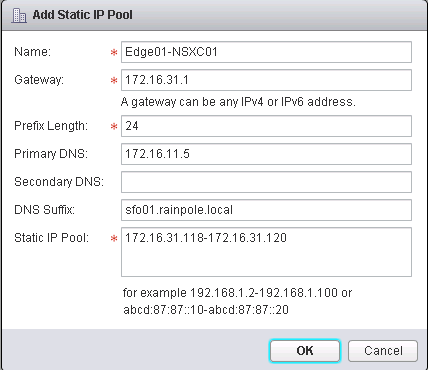 Add Static IP Pool
Name: * Edge01-NSXC01
Gateway: * 172.16.31.1
A gateway can be any IPv4 or IPv6 address.
Prefix Length: * 24
Primary DNS: 172.16.11.5
Secondary DNS:
DNS Suffix: sfo01.rainpole.local
Static IP Pool: * 172.16.31.118-172.16.31.120
for example 192.168.1.2-192.168.1.100 or
abcd:87:87::10-abcd:87:87::20
OK Cancel